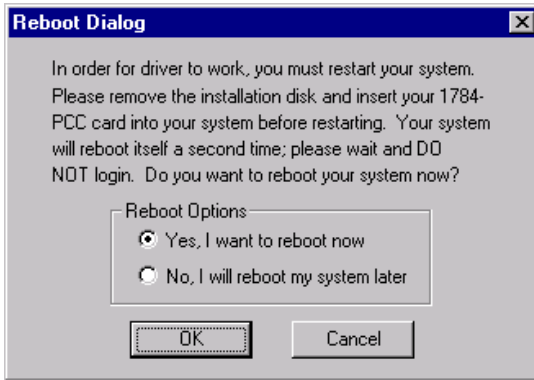 Reboot Dialog
In order for driver to work, you must restart your system.
Please remove the installation disk and insert your 1784-
PCC card into your system before restarting.  Your system
will reboot itself a second time; please wait and DO
NOT login.  Do you want to reboot your system now?
Reboot Options
Yes, I want to reboot now
No, I will reboot my system later
OK
Cancel